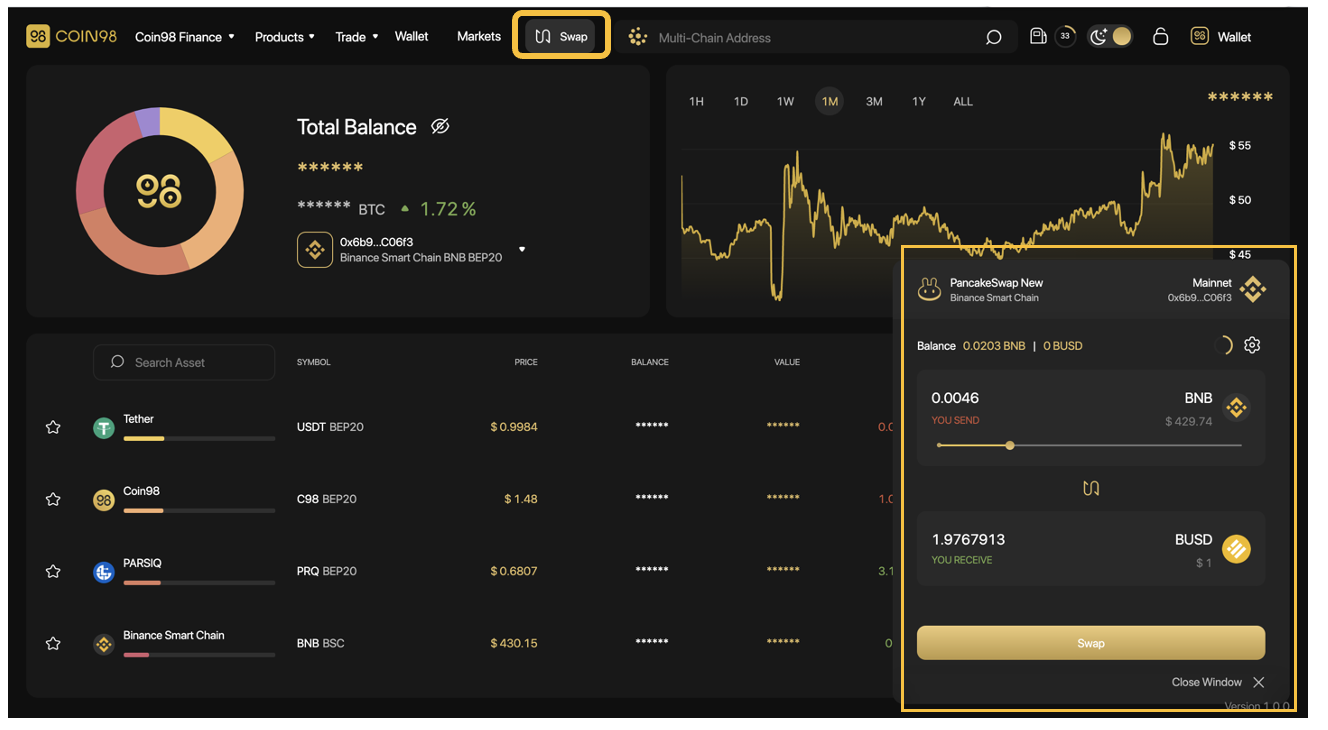 98 COIN98 Coin98 Finance Products Trade Wallet Markets Swap Multi-Chain Address 33 98 Wallet
98
Total Balance
******
****** BTC 1.72 %
0x6b9...C06f3
Binance Smart Chain BNB BEP20
1H 1D 1W 1M 3M 1Y ALL
******
$ 55
$ 50
$ 45
Search Asset SYMBOL PRICE BALANCE VALUE
Tether
USDT BEP20 $ 0.9984 ****** ****** 0.0
Coin98
98 C98 BEP20 $ 1.48 ****** ****** 1.0
PARSIQ
PRQ BEP20 $ 0.6807 ****** ****** 3.1
Binance Smart Chain
BNB BSC $ 430.15 ****** ****** 0
PancakeSwap New Mainnet
Binance Smart Chain 0x6b9...C06f3
Balance 0.0203 BNB | 0 BUSD
0.0046 BNB
YOU SEND $ 429.74
1.9767913 BUSD
YOU RECEIVE $ 1
Swap
Close Window
Version 1.0.0